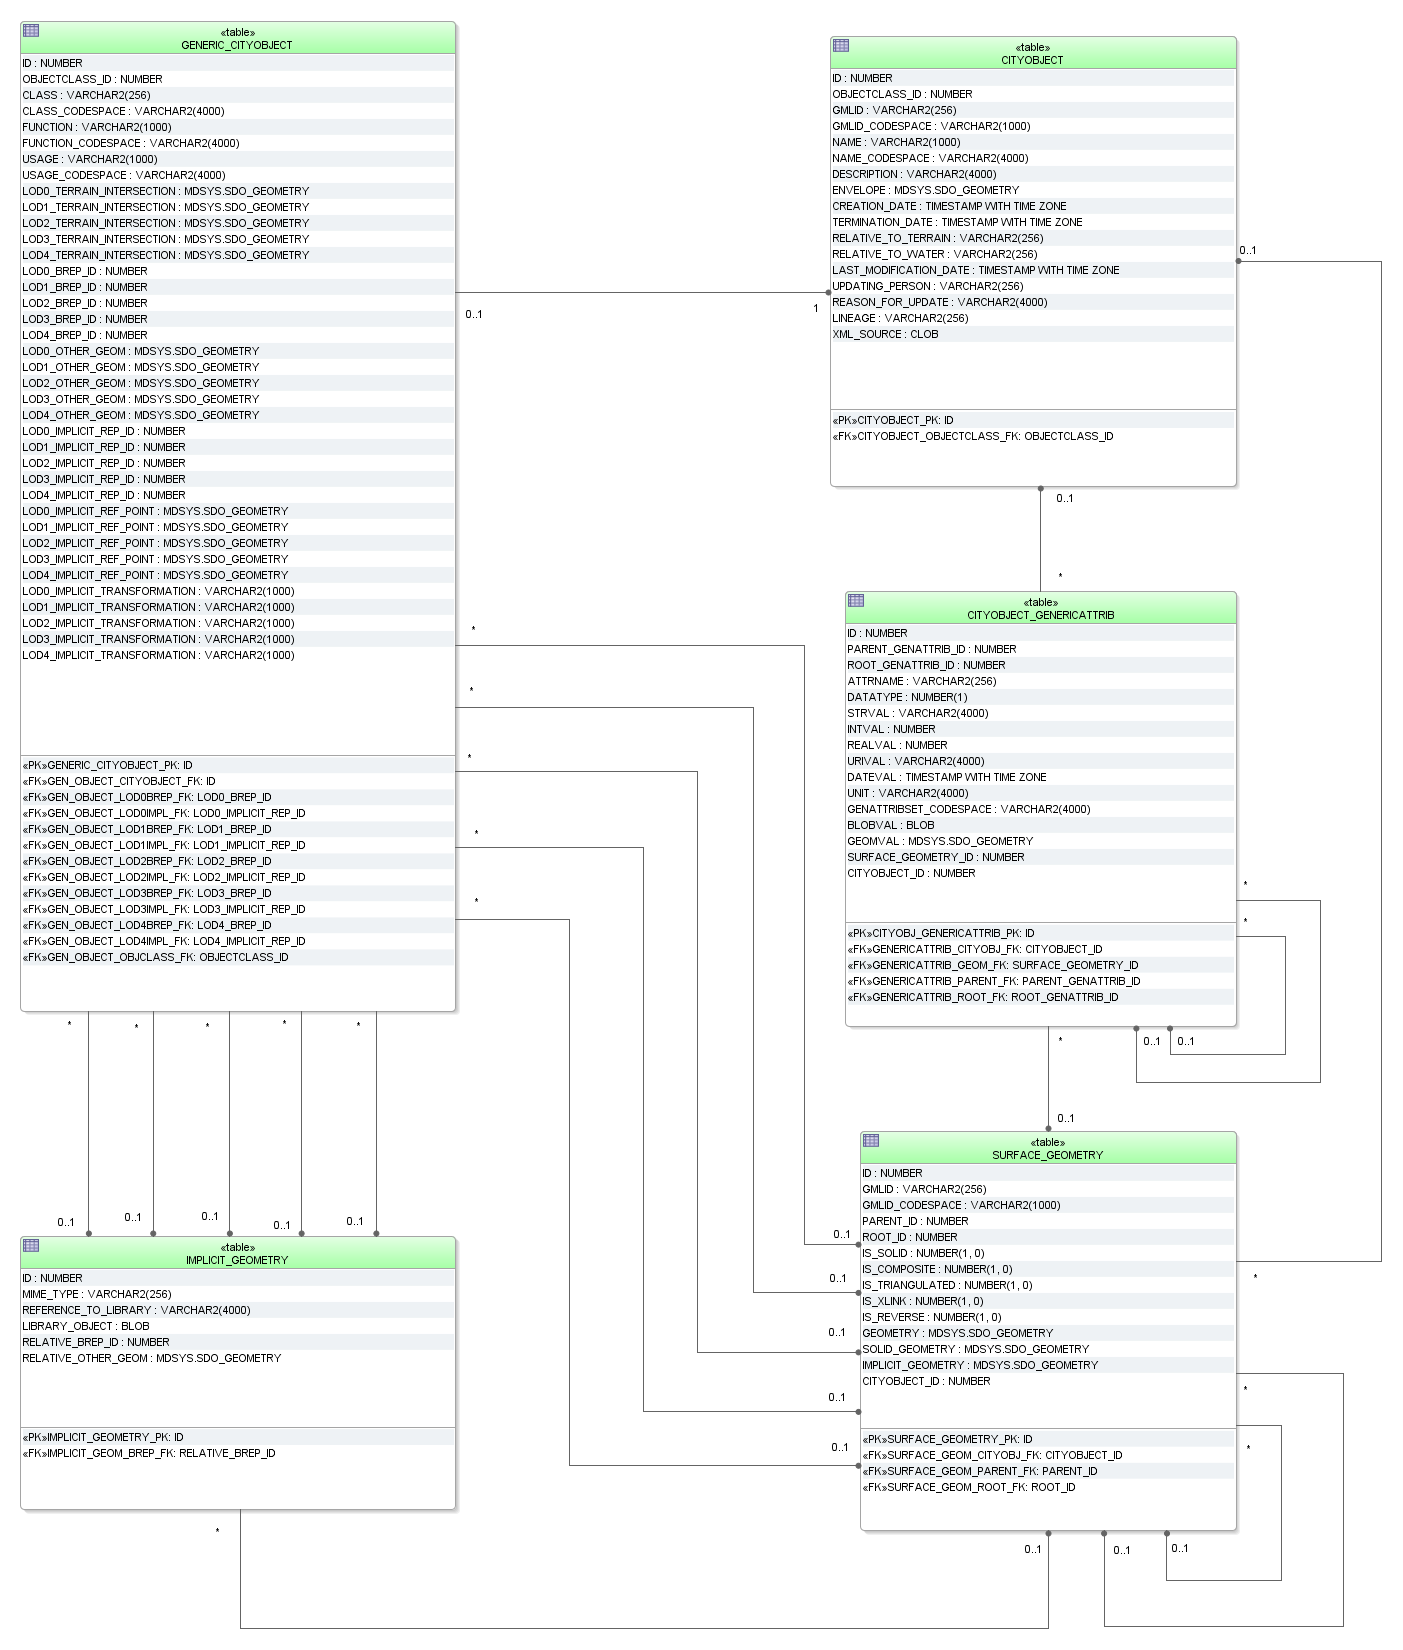 «table»
GENERIC_CITYOBJECT
ID : NUMBER
OBJECTCLASS_ID : NUMBER
CLASS : VARCHAR2(256)
CLASS_CODESPACE : VARCHAR2(4000)
FUNCTION : VARCHAR2(1000)
FUNCTION_CODESPACE : VARCHAR2(4000)
USAGE : VARCHAR2(1000)
USAGE_CODESPACE : VARCHAR2(4000)
LOD0_TERRAIN_INTERSECTION : MDSYS.SDO_GEOMETRY
LOD1_TERRAIN_INTERSECTION : MDSYS.SDO_GEOMETRY
LOD2_TERRAIN_INTERSECTION : MDSYS.SDO_GEOMETRY
LOD3_TERRAIN_INTERSECTION : MDSYS.SDO_GEOMETRY
LOD4_TERRAIN_INTERSECTION : MDSYS.SDO_GEOMETRY
LOD0_BREP_ID : NUMBER
LOD1_BREP_ID : NUMBER
LOD2_BREP_ID : NUMBER
LOD3_BREP_ID : NUMBER
LOD4_BREP_ID : NUMBER
LOD0_OTHER_GEOM : MDSYS.SDO_GEOMETRY
LOD1_OTHER_GEOM : MDSYS.SDO_GEOMETRY
LOD2_OTHER_GEOM : MDSYS.SDO_GEOMETRY
LOD3_OTHER_GEOM : MDSYS.SDO_GEOMETRY
LOD4_OTHER_GEOM : MDSYS.SDO_GEOMETRY
LOD0_IMPLICIT_REP_ID : NUMBER
LOD1_IMPLICIT_REP_ID : NUMBER
LOD2_IMPLICIT_REP_ID : NUMBER
LOD3_IMPLICIT_REP_ID : NUMBER
LOD4_IMPLICIT_REP_ID : NUMBER
LOD0_IMPLICIT_REF_POINT : MDSYS.SDO_GEOMETRY
LOD1_IMPLICIT_REF_POINT : MDSYS.SDO_GEOMETRY
LOD2_IMPLICIT_REF_POINT : MDSYS.SDO_GEOMETRY
LOD3_IMPLICIT_REF_POINT : MDSYS.SDO_GEOMETRY
LOD4_IMPLICIT_REF_POINT : MDSYS.SDO_GEOMETRY
LOD0_IMPLICIT_TRANSFORMATION : VARCHAR2(1000)
LOD1_IMPLICIT_TRANSFORMATION : VARCHAR2(1000)
LOD2_IMPLICIT_TRANSFORMATION : VARCHAR2(1000)
LOD3_IMPLICIT_TRANSFORMATION : VARCHAR2(1000)
LOD4_IMPLICIT_TRANSFORMATION : VARCHAR2(1000)
«PK»GENERIC_CITYOBJECT_PK: ID
«FK»GEN_OBJECT_CITYOBJECT_FK: ID
«FK»GEN_OBJECT_LOD0BREP_FK: LOD0_BREP_ID
«FK»GEN_OBJECT_LOD0IMPL_FK: LOD0_IMPLICIT_REP_ID
«FK»GEN_OBJECT_LOD1BREP_FK: LOD1_BREP_ID
«FK»GEN_OBJECT_LOD1IMPL_FK: LOD1_IMPLICIT_REP_ID
«FK»GEN_OBJECT_LOD2BREP_FK: LOD2_BREP_ID
«FK»GEN_OBJECT_LOD2IMPL_FK: LOD2_IMPLICIT_REP_ID
«FK»GEN_OBJECT_LOD3BREP_FK: LOD3_BREP_ID
«FK»GEN_OBJECT_LOD3IMPL_FK: LOD3_IMPLICIT_REP_ID
«FK»GEN_OBJECT_LOD4BREP_FK: LOD4_BREP_ID
«FK»GEN_OBJECT_LOD4IMPL_FK: LOD4_IMPLICIT_REP_ID
«FK»GEN_OBJECT_OBJCLASS_FK: OBJECTCLASS_ID
0..1
1
*
*
*
*
*
* * * * *
0..1 0..1 0..1 0..1 0..1
«table»
CITYOBJECT
ID : NUMBER
OBJECTCLASS_ID : NUMBER
GMLID : VARCHAR2(256)
GMLID_CODESPACE : VARCHAR2(1000)
NAME : VARCHAR2(1000)
NAME_CODESPACE : VARCHAR2(4000)
DESCRIPTION : VARCHAR2(4000)
ENVELOPE : MDSYS.SDO_GEOMETRY
CREATION_DATE : TIMESTAMP WITH TIME ZONE
TERMINATION_DATE : TIMESTAMP WITH TIME ZONE
RELATIVE_TO_TERRAIN : VARCHAR2(256)
RELATIVE_TO_WATER : VARCHAR2(256)
LAST_MODIFICATION_DATE : TIMESTAMP WITH TIME ZONE
UPDATING_PERSON : VARCHAR2(256)
REASON_FOR_UPDATE : VARCHAR2(4000)
LINEAGE : VARCHAR2(256)
XML_SOURCE : CLOB
«PK»CITYOBJECT_PK: ID
«FK»CITYOBJECT_OBJECTCLASS_FK: OBJECTCLASS_ID
0..1
0..1
*
«table»
CITYOBJECT_GENERICATTRIB
ID : NUMBER
PARENT_GENATTRIB_ID : NUMBER
ROOT_GENATTRIB_ID : NUMBER
ATTRNAME : VARCHAR2(256)
DATATYPE : NUMBER(1)
STRVAL : VARCHAR2(4000)
INTVAL : NUMBER
REALVAL : NUMBER
URIVAL : VARCHAR2(4000)
DATEVAL : TIMESTAMP WITH TIME ZONE
UNIT : VARCHAR2(4000)
GENATTRIBSET_CODESPACE : VARCHAR2(4000)
BLOBVAL : BLOB
GEOMVAL : MDSYS.SDO_GEOMETRY
SURFACE_GEOMETRY_ID : NUMBER
CITYOBJECT_ID : NUMBER
«PK»CITYOBJ_GENERICATTRIB_PK: ID
«FK»GENERICATTRIB_CITYOBJ_FK: CITYOBJECT_ID
«FK»GENERICATTRIB_GEOM_FK: SURFACE_GEOMETRY_ID
«FK»GENERICATTRIB_PARENT_FK: PARENT_GENATTRIB_ID
«FK»GENERICATTRIB_ROOT_FK: ROOT_GENATTRIB_ID
*
*
* 0..1 0..1
0..1
«table»
IMPLICIT_GEOMETRY
ID : NUMBER
MIME_TYPE : VARCHAR2(256)
REFERENCE_TO_LIBRARY : VARCHAR2(4000)
LIBRARY_OBJECT : BLOB
RELATIVE_BREP_ID : NUMBER
RELATIVE_OTHER_GEOM : MDSYS.SDO_GEOMETRY
«PK»IMPLICIT_GEOMETRY_PK: ID
«FK»IMPLICIT_GEOM_BREP_FK: RELATIVE_BREP_ID
*
0..1
0..1
0..1
0..1
0..1
«table»
SURFACE_GEOMETRY
ID : NUMBER
GMLID : VARCHAR2(256)
GMLID_CODESPACE : VARCHAR2(1000)
PARENT_ID : NUMBER
ROOT_ID : NUMBER
IS_SOLID : NUMBER(1, 0)
IS_COMPOSITE : NUMBER(1, 0)
IS_TRIANGULATED : NUMBER(1, 0)
IS_XLINK : NUMBER(1, 0)
IS_REVERSE : NUMBER(1, 0)
GEOMETRY : MDSYS.SDO_GEOMETRY
SOLID_GEOMETRY : MDSYS.SDO_GEOMETRY
IMPLICIT_GEOMETRY : MDSYS.SDO_GEOMETRY
CITYOBJECT_ID : NUMBER
«PK»SURFACE_GEOMETRY_PK: ID
«FK»SURFACE_GEOM_CITYOBJ_FK: CITYOBJECT_ID
«FK»SURFACE_GEOM_PARENT_FK: PARENT_ID
«FK»SURFACE_GEOM_ROOT_FK: ROOT_ID
*
*
*
0..1 0..1 0..1